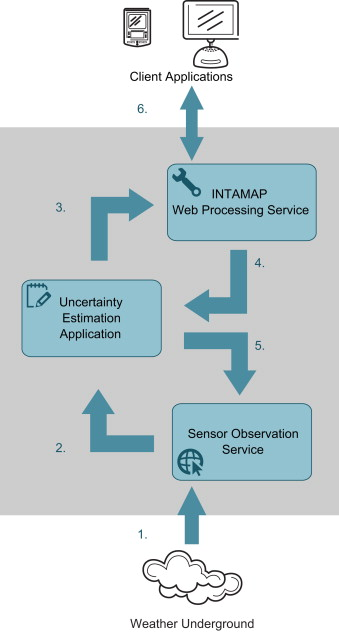 Client Applications
6.
INTAMAP
Web Processing Service
3.
4.
Uncertainty
Estimation
Application
5.
Sensor Observation
Service
2.
1.
Weather Underground